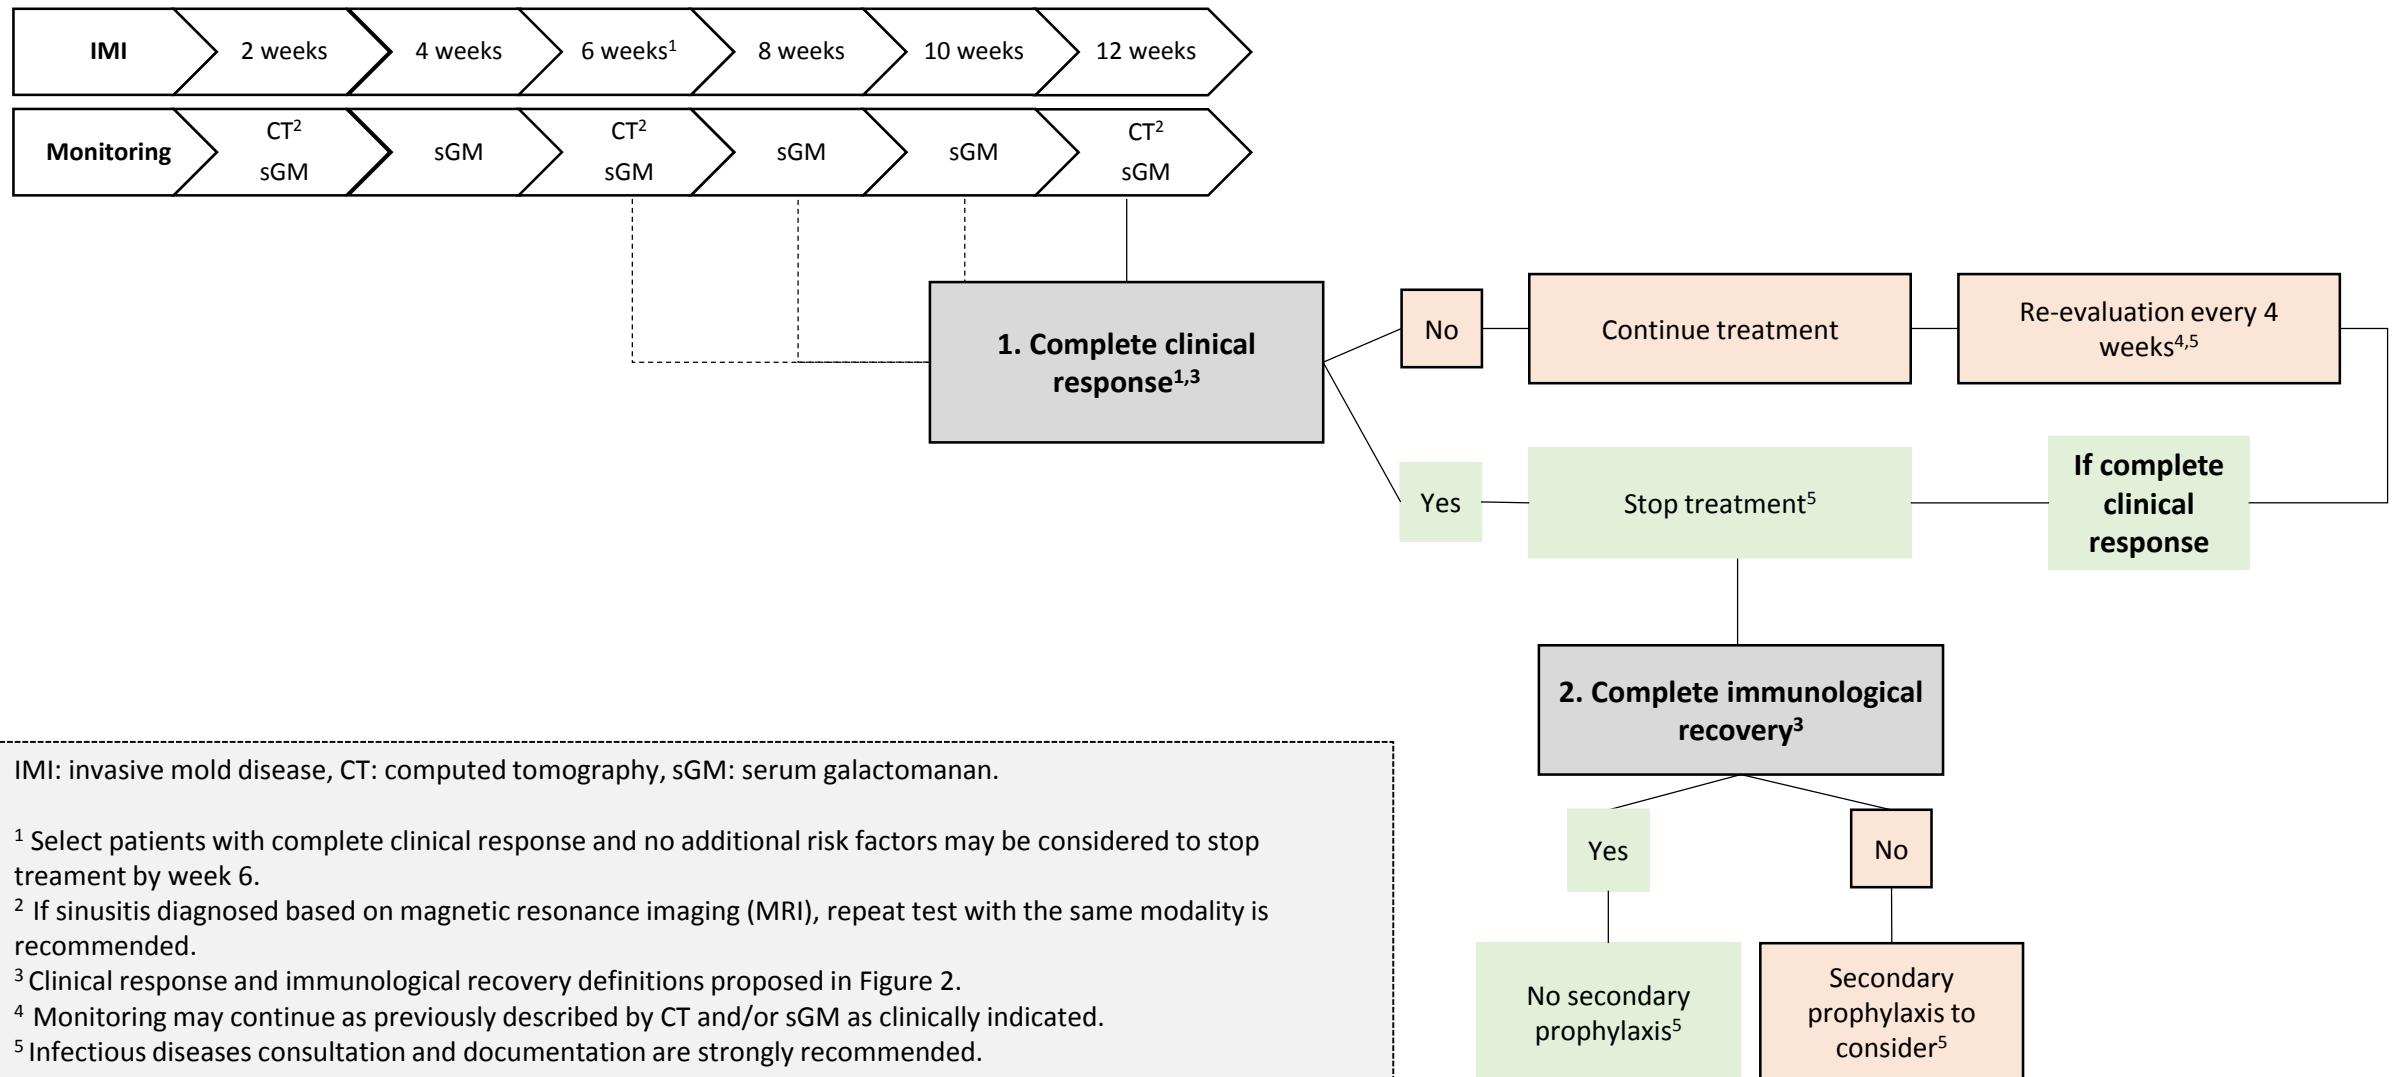 IMI
2 weeks
4 weeks
6 weeks¹
8 weeks
10 weeks
12 weeks
Monitoring
CT²
sGM
sGM
CT²
sGM
sGM
sGM
CT²
sGM
1. Complete clinical
response¹,³
No
Continue treatment
Re-evaluation every 4
weeks⁴,⁵
Yes
Stop treatment⁵
If complete
clinical
response
2. Complete immunological
recovery³
Yes
No
No secondary
prophylaxis⁵
Secondary
prophylaxis to
consider⁵
IMI: invasive mold disease, CT: computed tomography, sGM: serum galactomanan.
¹ Select patients with complete clinical response and no additional risk factors may be considered to stop
treament by week 6.
² If sinusitis diagnosed based on magnetic resonance imaging (MRI), repeat test with the same modality is
recommended.
³ Clinical response and immunological recovery definitions proposed in Figure 2.
⁴ Monitoring may continue as previously described by CT and/or sGM as clinically indicated.
⁵ Infectious diseases consultation and documentation are strongly recommended.